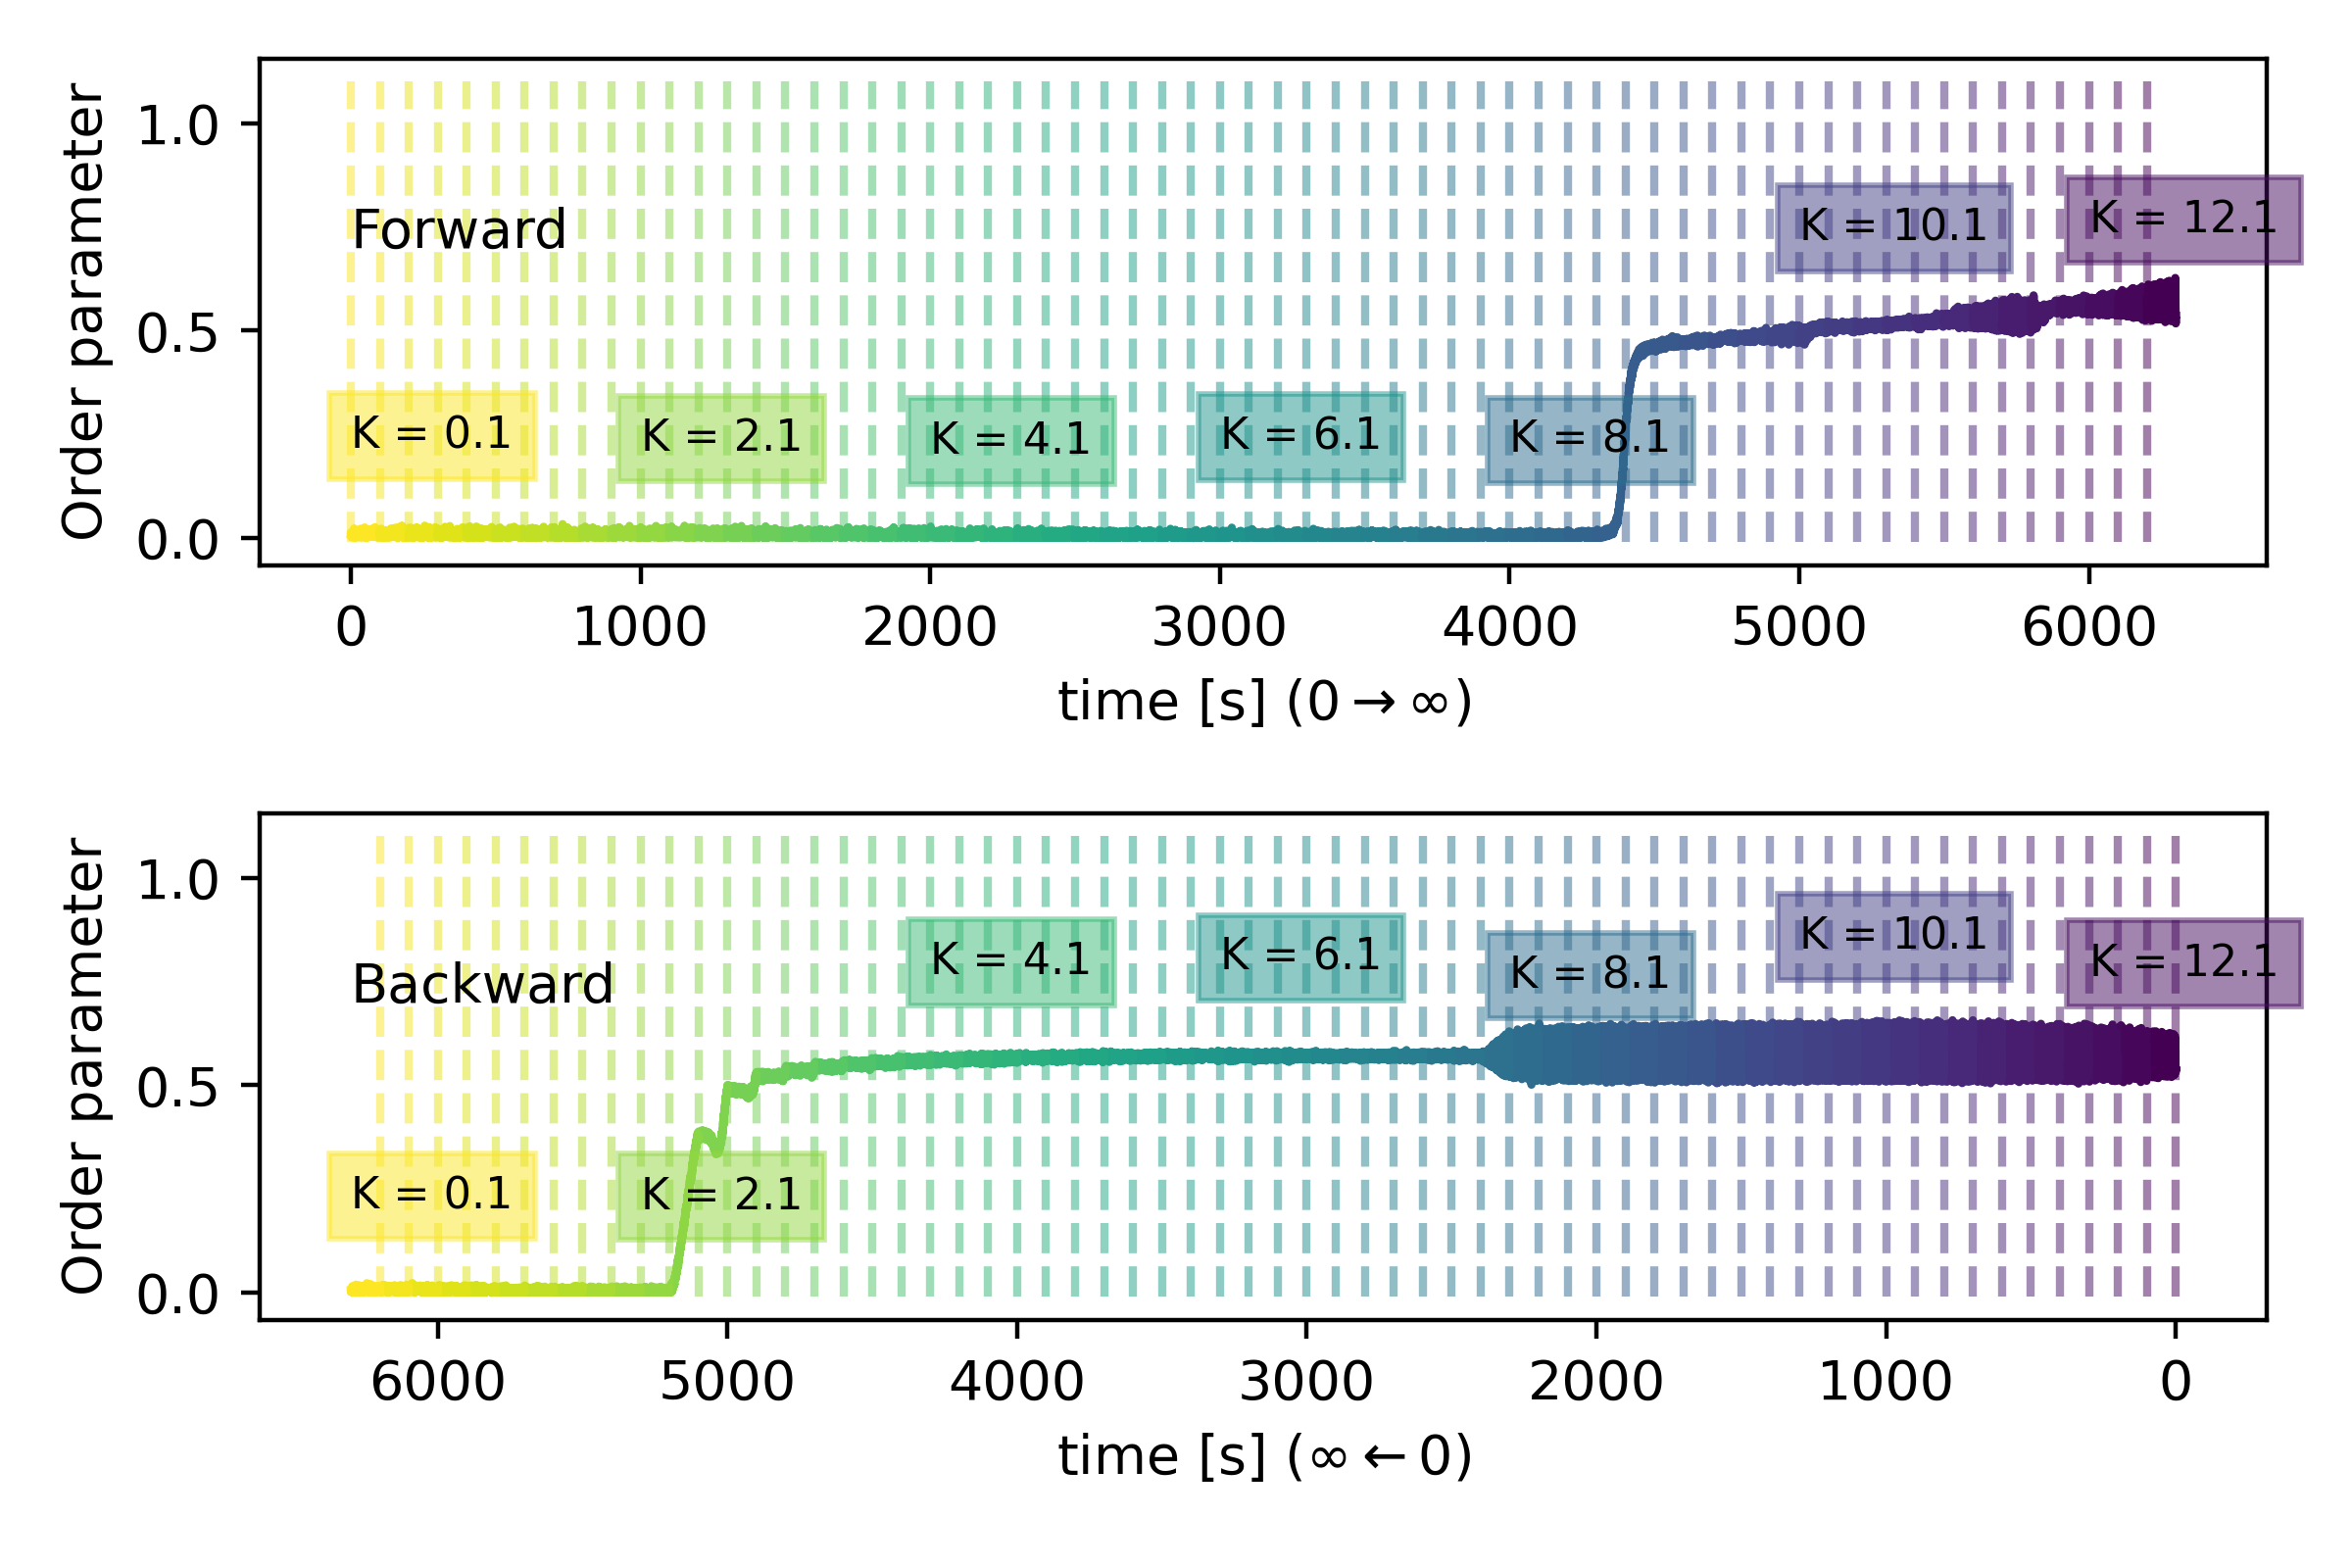 Order parameter
1.0
0.5
0.0
Forward
K = 0.1
K = 2.1
K = 4.1
K = 6.1
K = 8.1
K = 10.1
K = 12.1
0 1000 2000 3000 4000 5000 6000
time [s] (0 → ∞)
Order parameter
1.0
0.5
0.0
Backward
K = 0.1
K = 2.1
K = 4.1
K = 6.1
K = 8.1
K = 10.1
K = 12.1
6000 5000 4000 3000 2000 1000 0
time [s] (∞ ← 0)